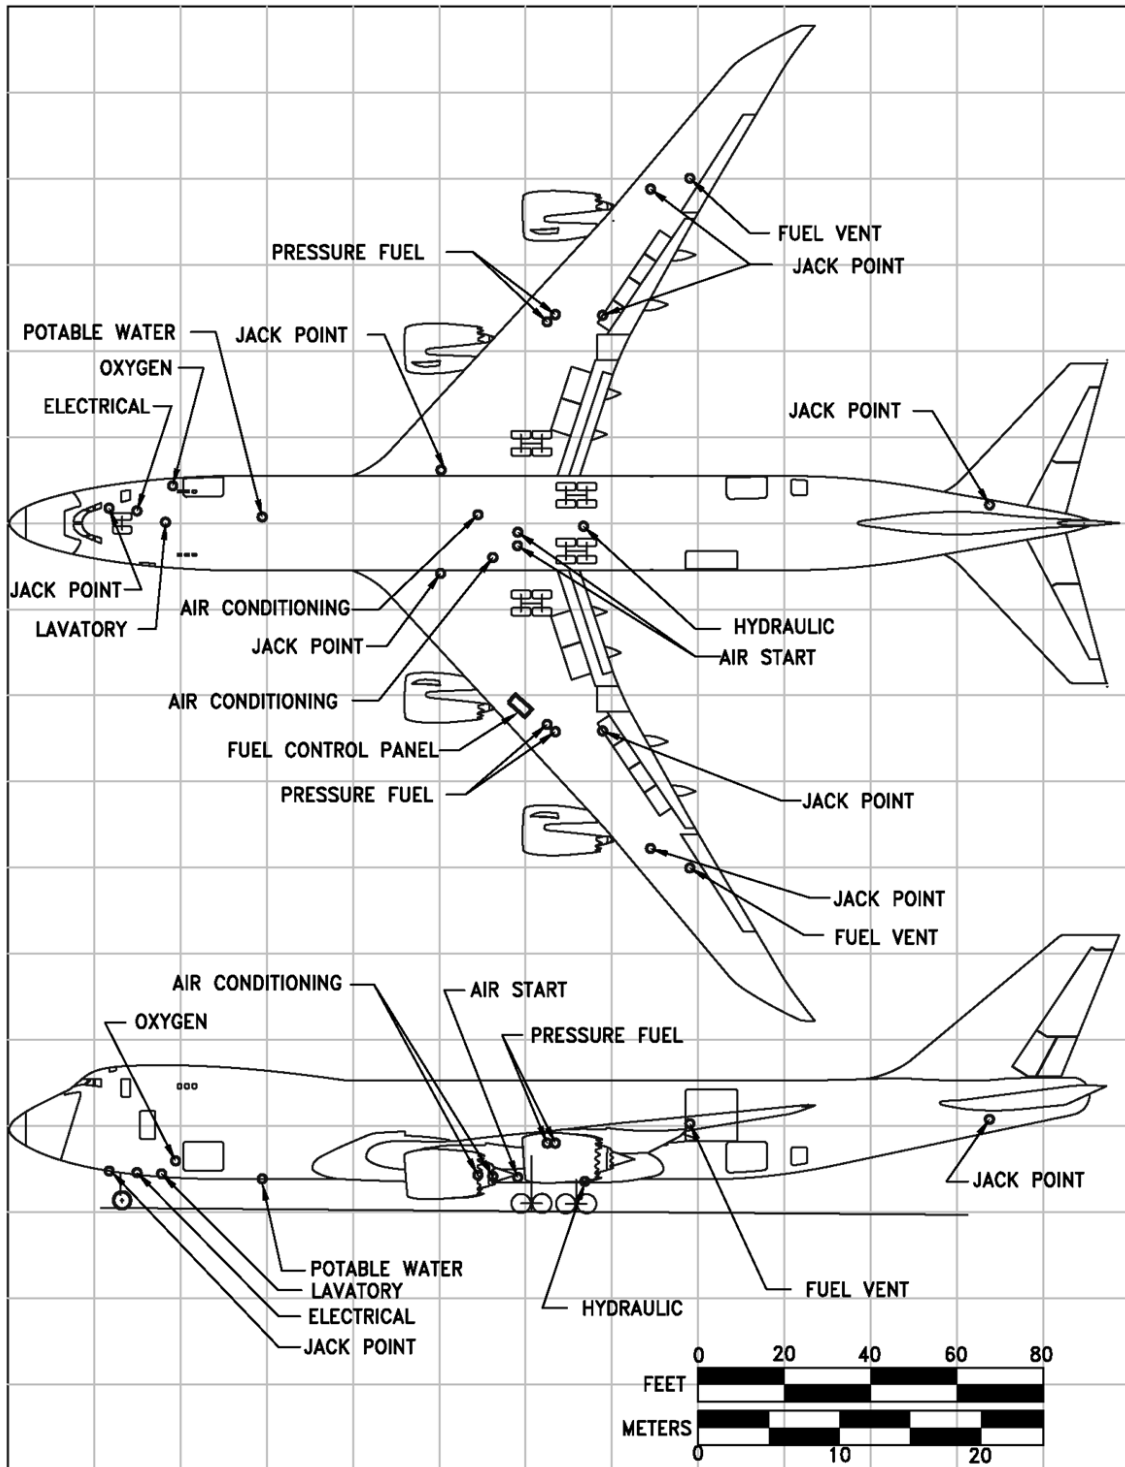 FUEL VENT
PRESSURE FUEL
JACK POINT
POTABLE WATER
JACK POINT
OXYGEN
ELECTRICAL
JACK POINT
JACK POINT
AIR CONDITIONING
LAVATORY
HYDRAULIC
JACK POINT
AIR START
AIR CONDITIONING
FUEL CONTROL PANEL
PRESSURE FUEL
JACK POINT
JACK POINT
FUEL VENT
AIR CONDITIONING
AIR START
OXYGEN
PRESSURE FUEL
JACK POINT
POTABLE WATER
LAVATORY
FUEL VENT
HYDRAULIC
ELECTRICAL
JACK POINT
0 20 40 60 80
FEET
METERS
0 10 20